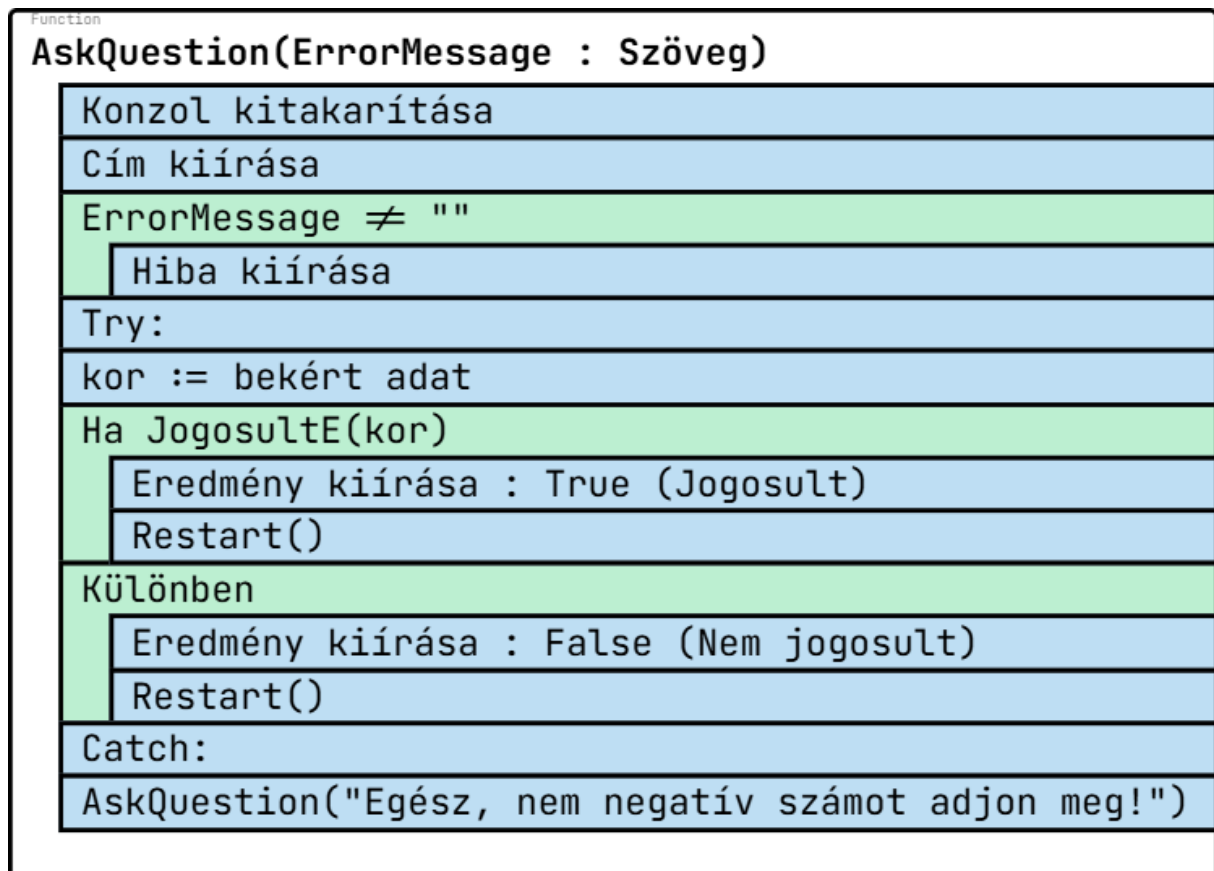 Function
AskQuestion(ErrorMessage : Szöveg)
Konzol kitakarítása
Cím kiírása
ErrorMessage ≠ ""
Hiba kiírása
Try:
kor := bekért adat
Ha JogosultE(kor)
Eredmény kiírása : True (Jogosult)
Restart()
Különben
Eredmény kiírása : False (Nem jogosult)
Restart()
Catch:
AskQuestion("Egész, nem negatív számot adjon meg!")